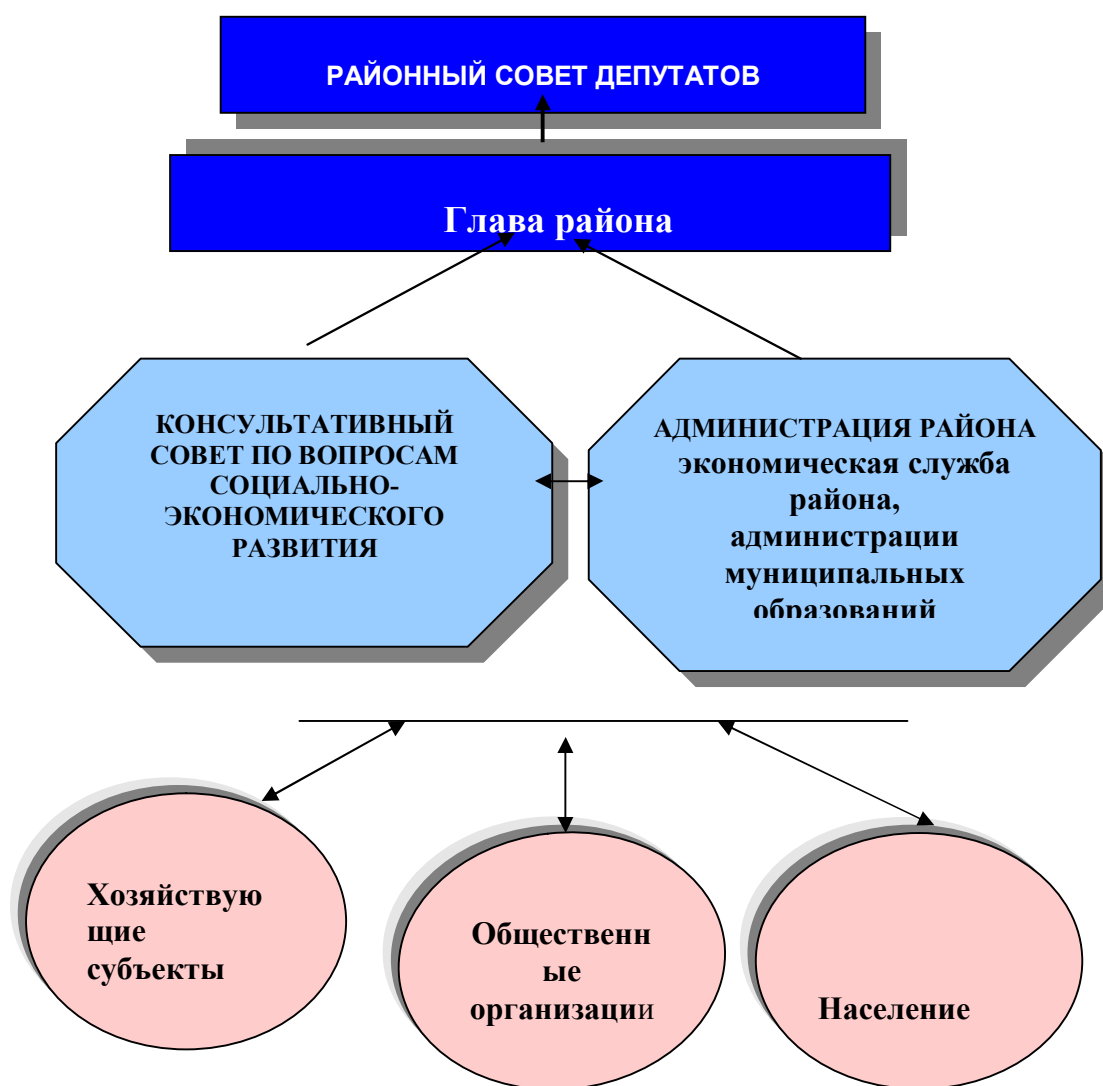 РАЙОННЫЙ СОВЕТ ДЕПУТАТОВ
Глава района
КОНСУЛЬТАТИВНЫЙ
СОВЕТ ПО ВОПРОСАМ
СОЦИАЛЬНО-
ЭКОНОМИЧЕСКОГО
РАЗВИТИЯ
АДМИНИСТРАЦИЯ РАЙОНА
экономическая служба
района,
администрации
муниципальных
образований
Хозяйствую
щие
субъекты
Общественн
ые
организации
Население